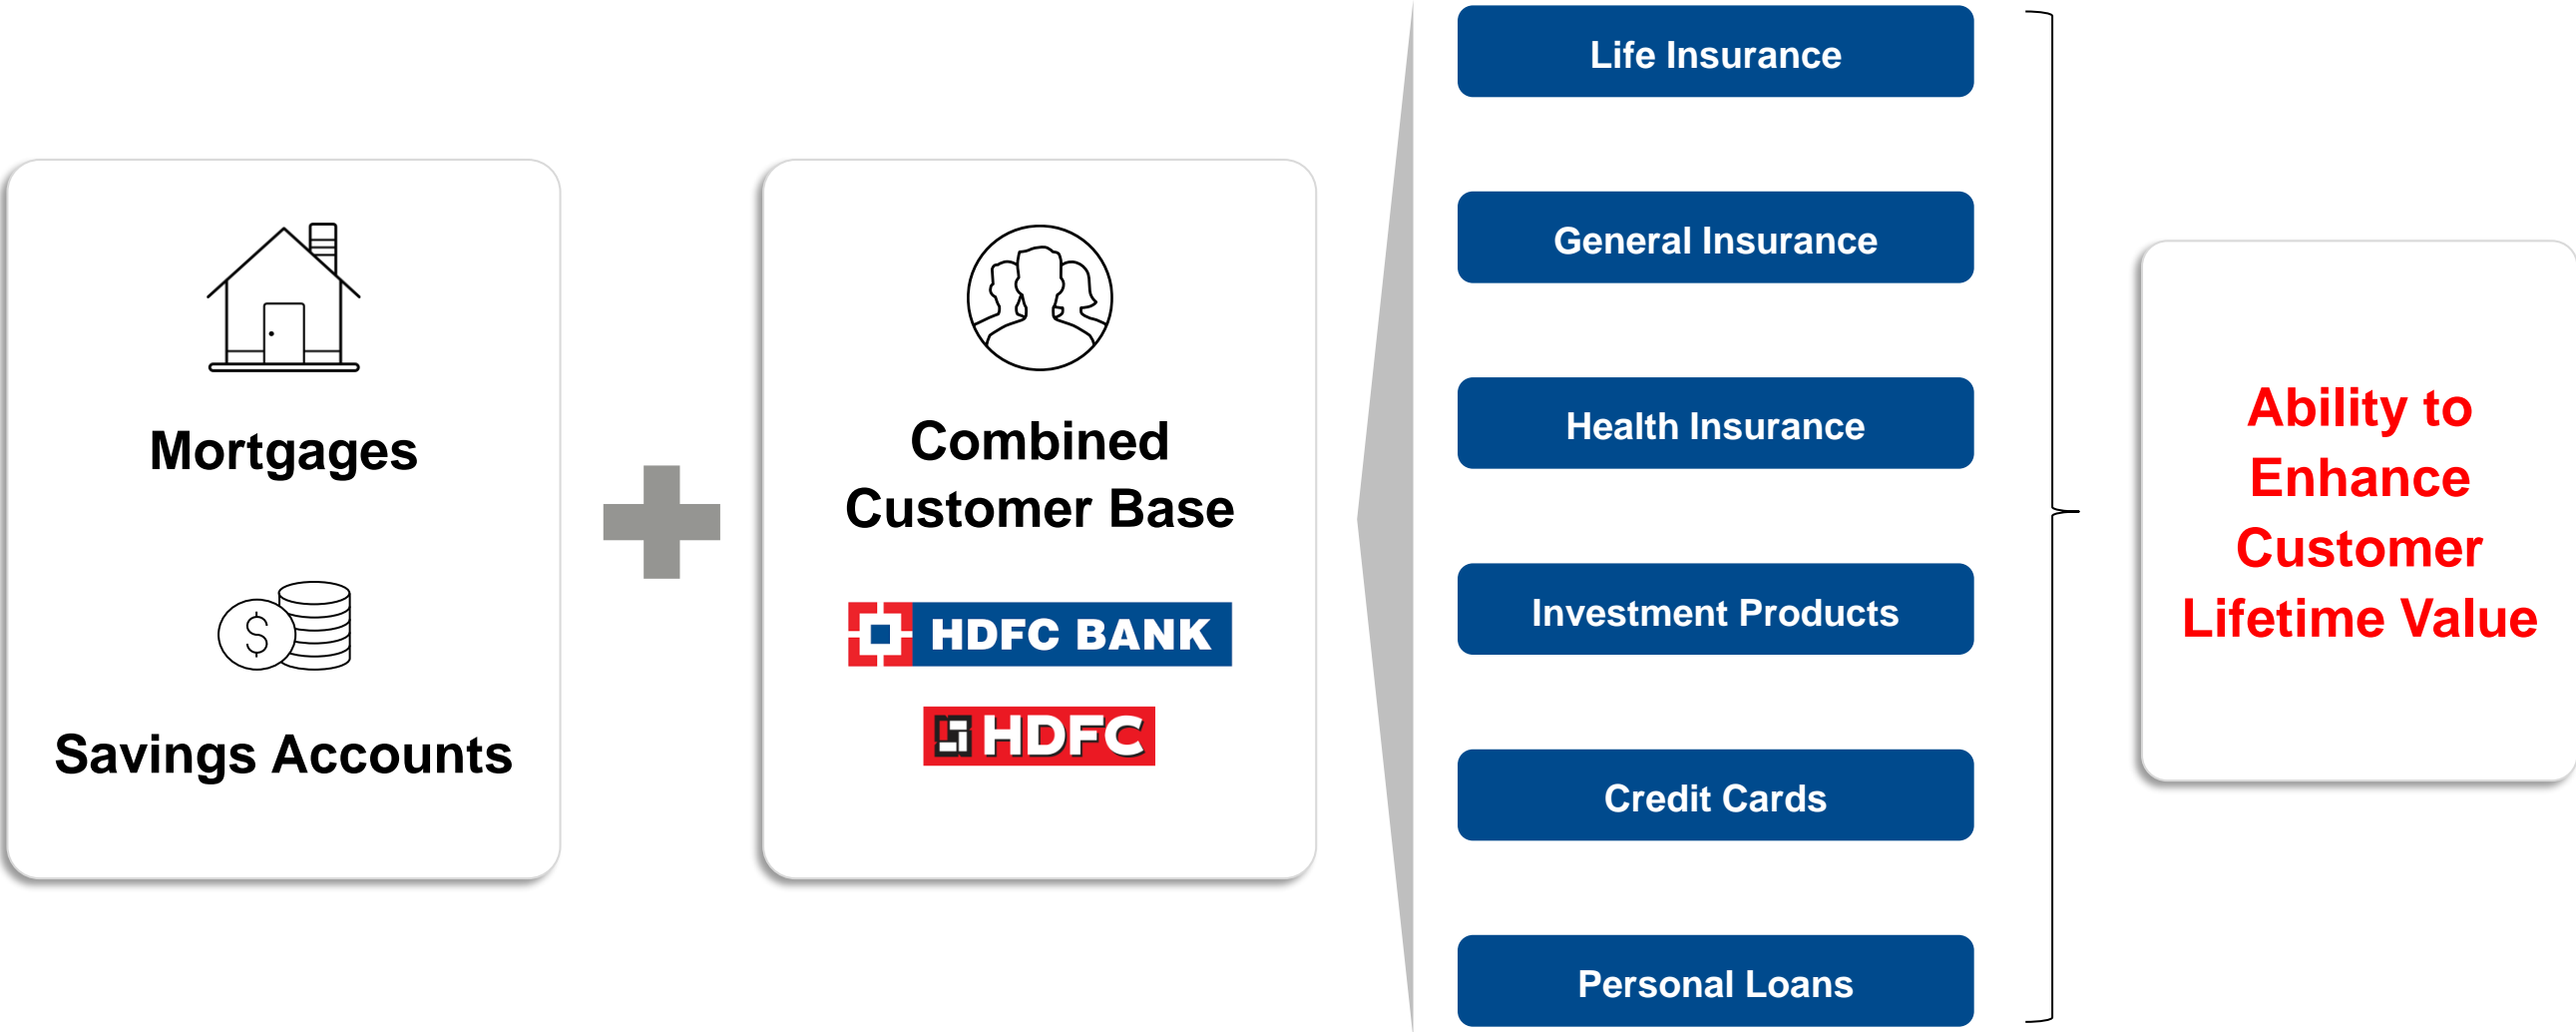 Mortgages
$
Savings Accounts
Combined
Customer Base
HDFC BANK
HDFC
Life Insurance
General Insurance
Health Insurance
Investment Products
Credit Cards
Personal Loans
Ability to
Enhance
Customer
Lifetime Value